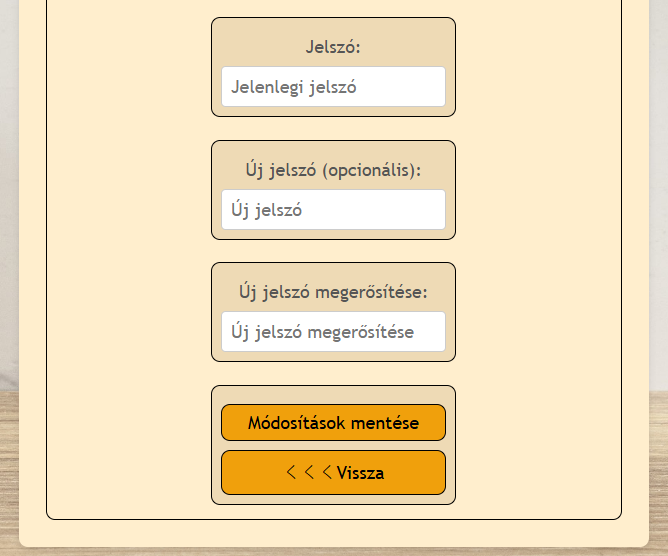 Jelszó:
Jelenlegi jelszó
Új jelszó (opcionális):
Új jelszó
Új jelszó megerősítése:
Új jelszó megerősítése
Módosítások mentése
< < < Vissza